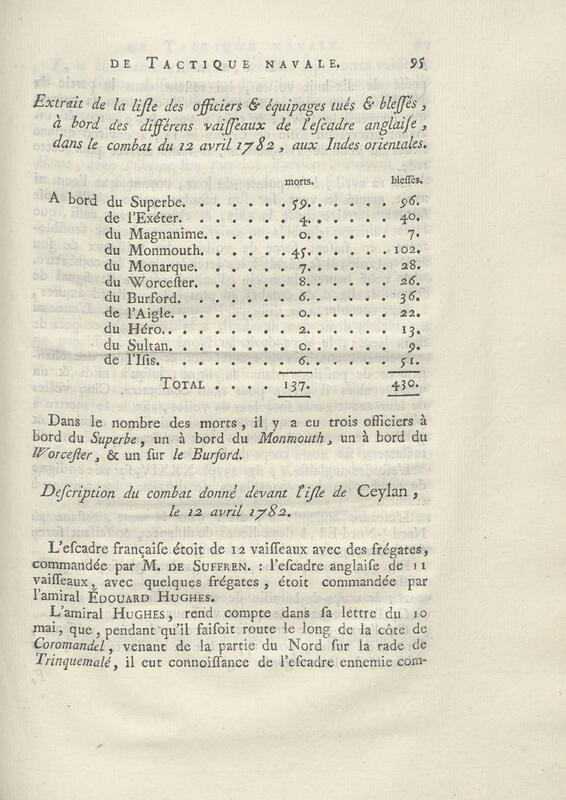 DE TACTIQUE NAVALE. 95
Extrait de la liſte des officiers & équipages tués & bleſſés,
à bord des différens vaiſſeaux de l'eſcadre anglaiſe,
dans le combat du 12 avril 1782, aux Indes orientales.
morts. bleſſés.
A bord du Superbe. . . . . . . 59. . . . . . . 96.
de l'Exéter. . . . . . . 4. . . . . . . 40.
du Magnanime. . . . . . 0. . . . . . . 7.
du Monmouth. . . . . . 45. . . . . . . 102.
du Monarque. . . . . . 7. . . . . . . 28.
du Worceſter. . . . . . 8. . . . . . . 26.
du Burford. . . . . . . 6. . . . . . . 36.
de l'Aigle. . . . . . . 0. . . . . . . 22.
du Héro. . . . . . . . 2. . . . . . . 13.
du Sultan. . . . . . . 0. . . . . . . 9.
de l'Iſis. . . . . . . . 6. . . . . . . 51.
TOTAL . . . . 137. 430.
Dans le nombre des morts, il y a eu trois officiers à
bord du Superbe, un à bord du Monmouth, un à bord du
Worceſter, & un ſur le Burford.
Deſcription du combat donné devant l'iſle de Ceylan,
le 12 avril 1782.
L'eſcadre françaiſe étoit de 12 vaiſſeaux avec des frégates,
commandée par M. DE SUFFREN. : l'eſcadre anglaiſe de 11
vaiſſeaux, avec quelques frégates, étoit commandée par
l'amiral ÉDOUARD HUGHES.
L'amiral HUGHES, rend compte dans ſa lettre du 10
mai, que, pendant qu'il faiſoit route le long de la côte de
Coromandel, venant de la partie du Nord ſur la rade de
Trinquemalé, il eut connoiſſance de l'eſcadre ennemie com-